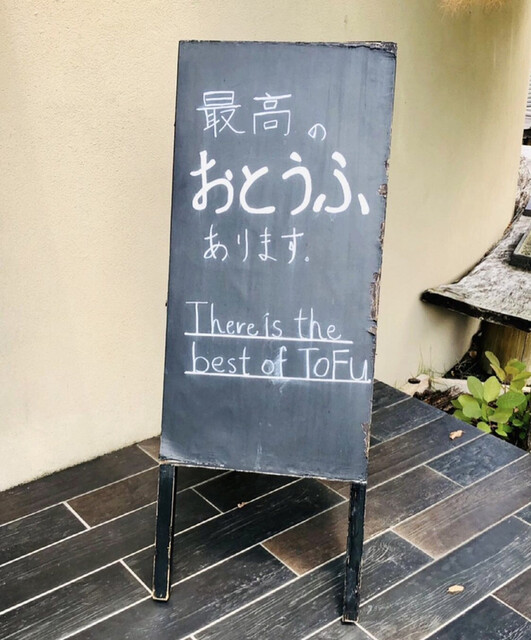 最高の
おとうふ
あります.
There is the
best of ToFu